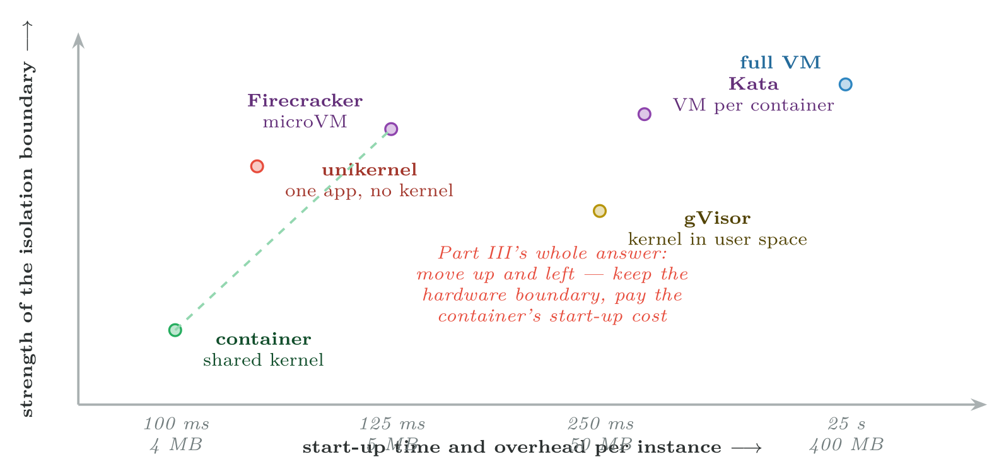 strength of the isolation boundary ⟶
full VM
Kata
VM per container
Firecracker
microVM
unikernel
one app, no kernel
gVisor
kernel in user space
Part III's whole answer:
move up and left — keep the
hardware boundary, pay the
container's start-up cost
container
shared kernel
100 ms
4 MB
125 ms
5 MB
250 ms
50 MB
25 s
400 MB
start-up time and overhead per instance ⟶